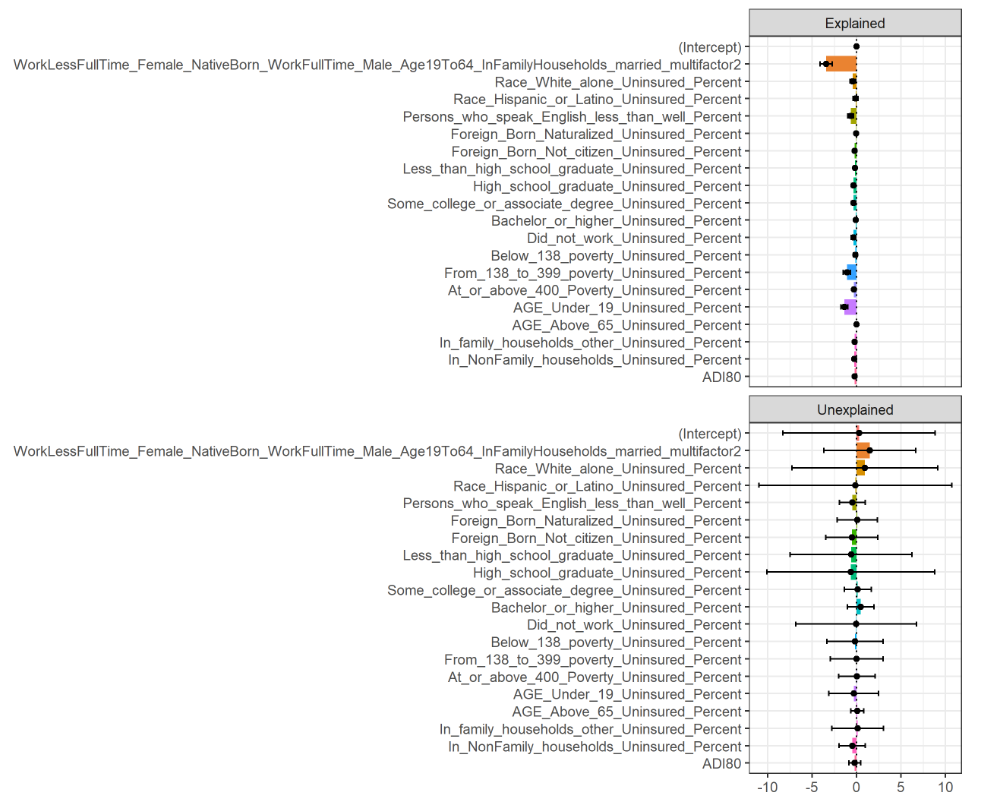 Explained
(Intercept)
WorkLessFullTime_Female_NativeBorn_WorkFullTime_Male_Age19To64_InFamilyHouseholds_married_multifactor2
Race_White_alone_Uninsured_Percent
Race_Hispanic_or_Latino_Uninsured_Percent
Persons_who_speak_English_less_than_well_Percent
Foreign_Born_Naturalized_Uninsured_Percent
Foreign_Born_Not_citizen_Uninsured_Percent
Less_than_high_school_graduate_Uninsured_Percent
High_school_graduate_Uninsured_Percent
Some_college_or_associate_degree_Uninsured_Percent
Bachelor_or_higher_Uninsured_Percent
Did_not_work_Uninsured_Percent
Below_138_poverty_Uninsured_Percent
From_138_to_399_poverty_Uninsured_Percent
At_or_above_400_Poverty_Uninsured_Percent
AGE_Under_19_Uninsured_Percent
AGE_Above_65_Uninsured_Percent
In_family_households_other_Uninsured_Percent
In_NonFamily_households_Uninsured_Percent
ADI80
Unexplained
(Intercept)
WorkLessFullTime_Female_NativeBorn_WorkFullTime_Male_Age19To64_InFamilyHouseholds_married_multifactor2
Race_White_alone_Uninsured_Percent
Race_Hispanic_or_Latino_Uninsured_Percent
Persons_who_speak_English_less_than_well_Percent
Foreign_Born_Naturalized_Uninsured_Percent
Foreign_Born_Not_citizen_Uninsured_Percent
Less_than_high_school_graduate_Uninsured_Percent
High_school_graduate_Uninsured_Percent
Some_college_or_associate_degree_Uninsured_Percent
Bachelor_or_higher_Uninsured_Percent
Did_not_work_Uninsured_Percent
Below_138_poverty_Uninsured_Percent
From_138_to_399_poverty_Uninsured_Percent
At_or_above_400_Poverty_Uninsured_Percent
AGE_Under_19_Uninsured_Percent
AGE_Above_65_Uninsured_Percent
In_family_households_other_Uninsured_Percent
In_NonFamily_households_Uninsured_Percent
ADI80
-10 -5 0 5 10